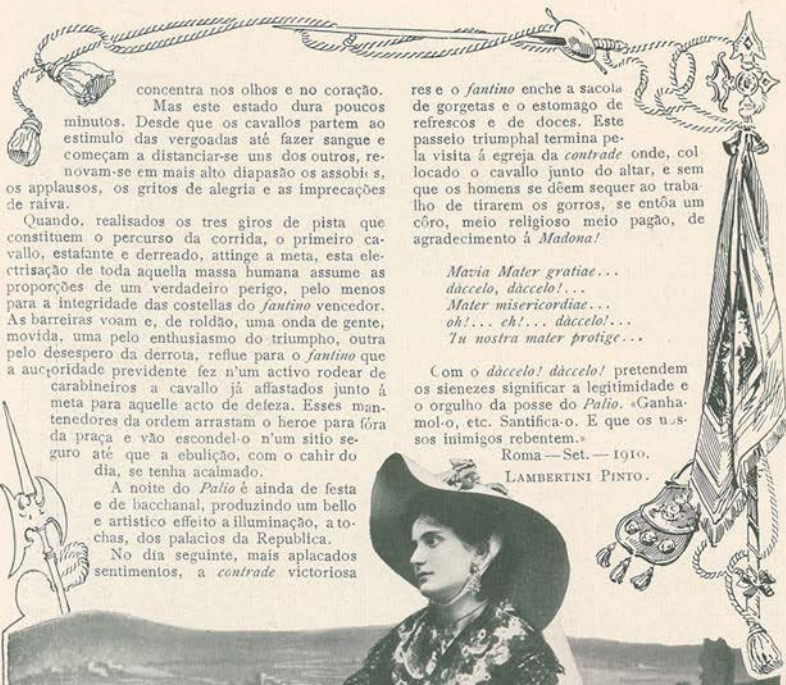 concentra nos olhos e no coração.
Mas este estado dura poucos
minutos. Desde que os cavallos partem ao
estimulo das vergoadas até fazer sangue e
começam a distanciar-se uns dos outros, re-
novam-se em mais alto diapasão os assobios,
os applausos, os gritos de alegria e as imprecações
de raiva.
Quando, realisados os tres giros de pista que
constituem o percurso da corrida, o primeiro ca-
vallo, estafante e derreado, attinge a meta, esta ele-
ctrisação de toda aquella massa humana assume as
proporções de um verdadeiro perigo, pelo menos
para a integridade das costellas do fantino vencedor.
As barreiras voam e, de roldão, uma onda de gente,
movida, uma pelo enthusiasmo do triumpho, outra
pelo desespero da derrota, reflue para o fantino que
a auctoridade previdente fez n'um activo rodear de
carabineiros a cavallo já affastados junto á
meta para aquelle acto de defeza. Esses man-
tenedores da ordem arrastam o heroe para fóra
da praça e vão escondel-o n'um sitio se-
guro até que a ebulição, com o cahir do
dia, se tenha acalmado.
A noite do Palio é ainda de festa
e de bacchanal, produzindo um bello
e artistico effeito a illuminação, a to-
chas, dos palacios da Republica.
No dia seguinte, mais aplacados
sentimentos, a contrade victoriosa
res e o fantino enche a sacola
de gorgetas e o estomago de
refrescos e de doces. Este
passeio triumphal termina pe-
la visita á egreja da contrade onde, col
locado o cavallo junto do altar, e sem
que os homens se dêem sequer ao traba-
lho de tirarem os gorros, se entôa um
côro, meio religioso meio pagão, de
agradecimento á Madona!
Mavia Mater gratiae...
dàccelo, dàccelo!...
Mater misericordiae...
oh!... eh!... dàccelo!...
Tu nostra mater protige...
Com o dàccelo! dàccelo! pretendem
os sienezes significar a legitimidade e
o orgulho da posse do Palio. «Ganha-
mol-o, etc. Santifica-o. E que os nos-
sos inimigos rebentem.»
Roma — Set. — 1910.
LAMBERTINI PINTO.